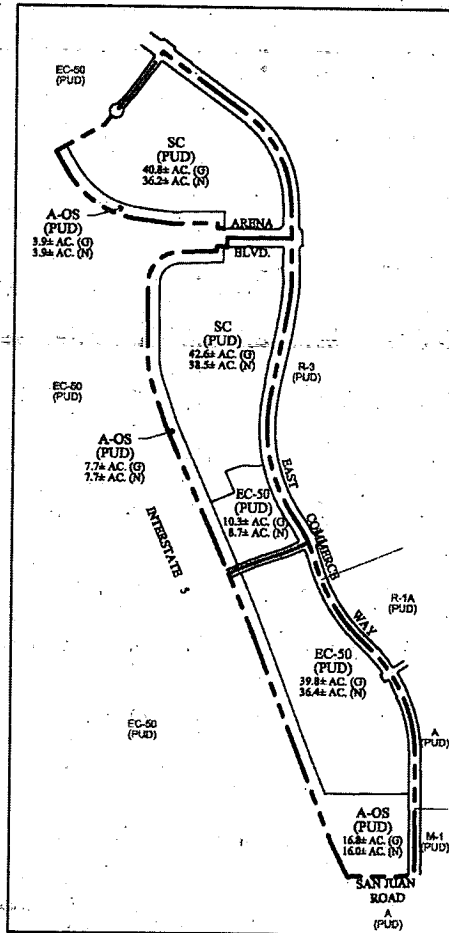 EC-50
(PUD)
SC
(PUD)
40.8± AC. (G)
36.2± AC. (N)
A-OS
(PUD)
3.9± AC. (G)
3.9± AC. (N)
ARENA
BLVD.
SC
(PUD)
42.6± AC. (G)
38.5± AC. (N)
R-3
(PUD)
EC-50
(PUD)
A-OS
(PUD)
7.7± AC. (G)
7.7± AC. (N)
INTERSTATE 5
EC-50
(PUD)
10.3± AC. (G)
8.7± AC. (N)
EAST
COMMERCE
WAY
R-1A
(PUD)
EC-50
(PUD)
39.8± AC. (G)
36.4± AC. (N)
EC-50
(PUD)
A
(PUD)
A-OS
(PUD)
16.8± AC. (G)
16.0± AC. (N)
M-1
(PUD)
SAN JUAN
ROAD
A
(PUD)